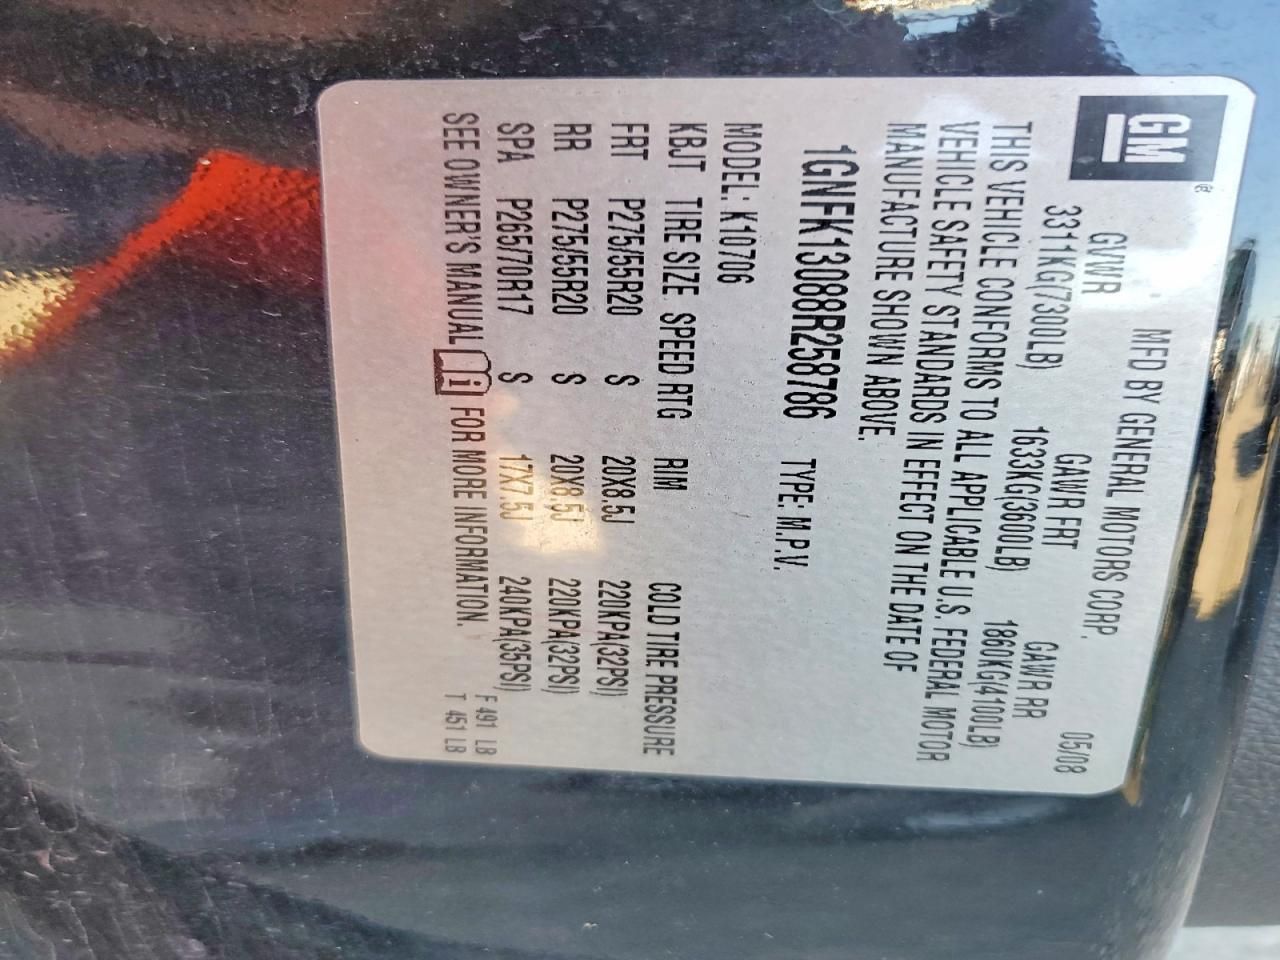 GM
MFD BY GENERAL MOTORS CORP. 05/08
GVWR GAWR FRT GAWR RR
3311KG(7300LB) 1633KG(3600LB) 1860KG(4100LB)
THIS VEHICLE CONFORMS TO ALL APPLICABLE U.S. FEDERAL MOTOR
VEHICLE SAFETY STANDARDS IN EFFECT ON THE DATE OF
MANUFACTURE SHOWN ABOVE.
1GNFK13088R258786 TYPE: M.P.V.
MODEL: K10706
KBJT TIRE SIZE SPEED RTG RIM COLD TIRE PRESSURE
FRT P275/55R20 S 20X8.5J 220KPA(32PSI)
RR P275/55R20 S 20X8.5J 220KPA(32PSI)
SPA P265/70R17 S 17X7.5J 240KPA(35PSI)
SEE OWNER'S MANUAL i FOR MORE INFORMATION.
F 491 LB
T 451 LB